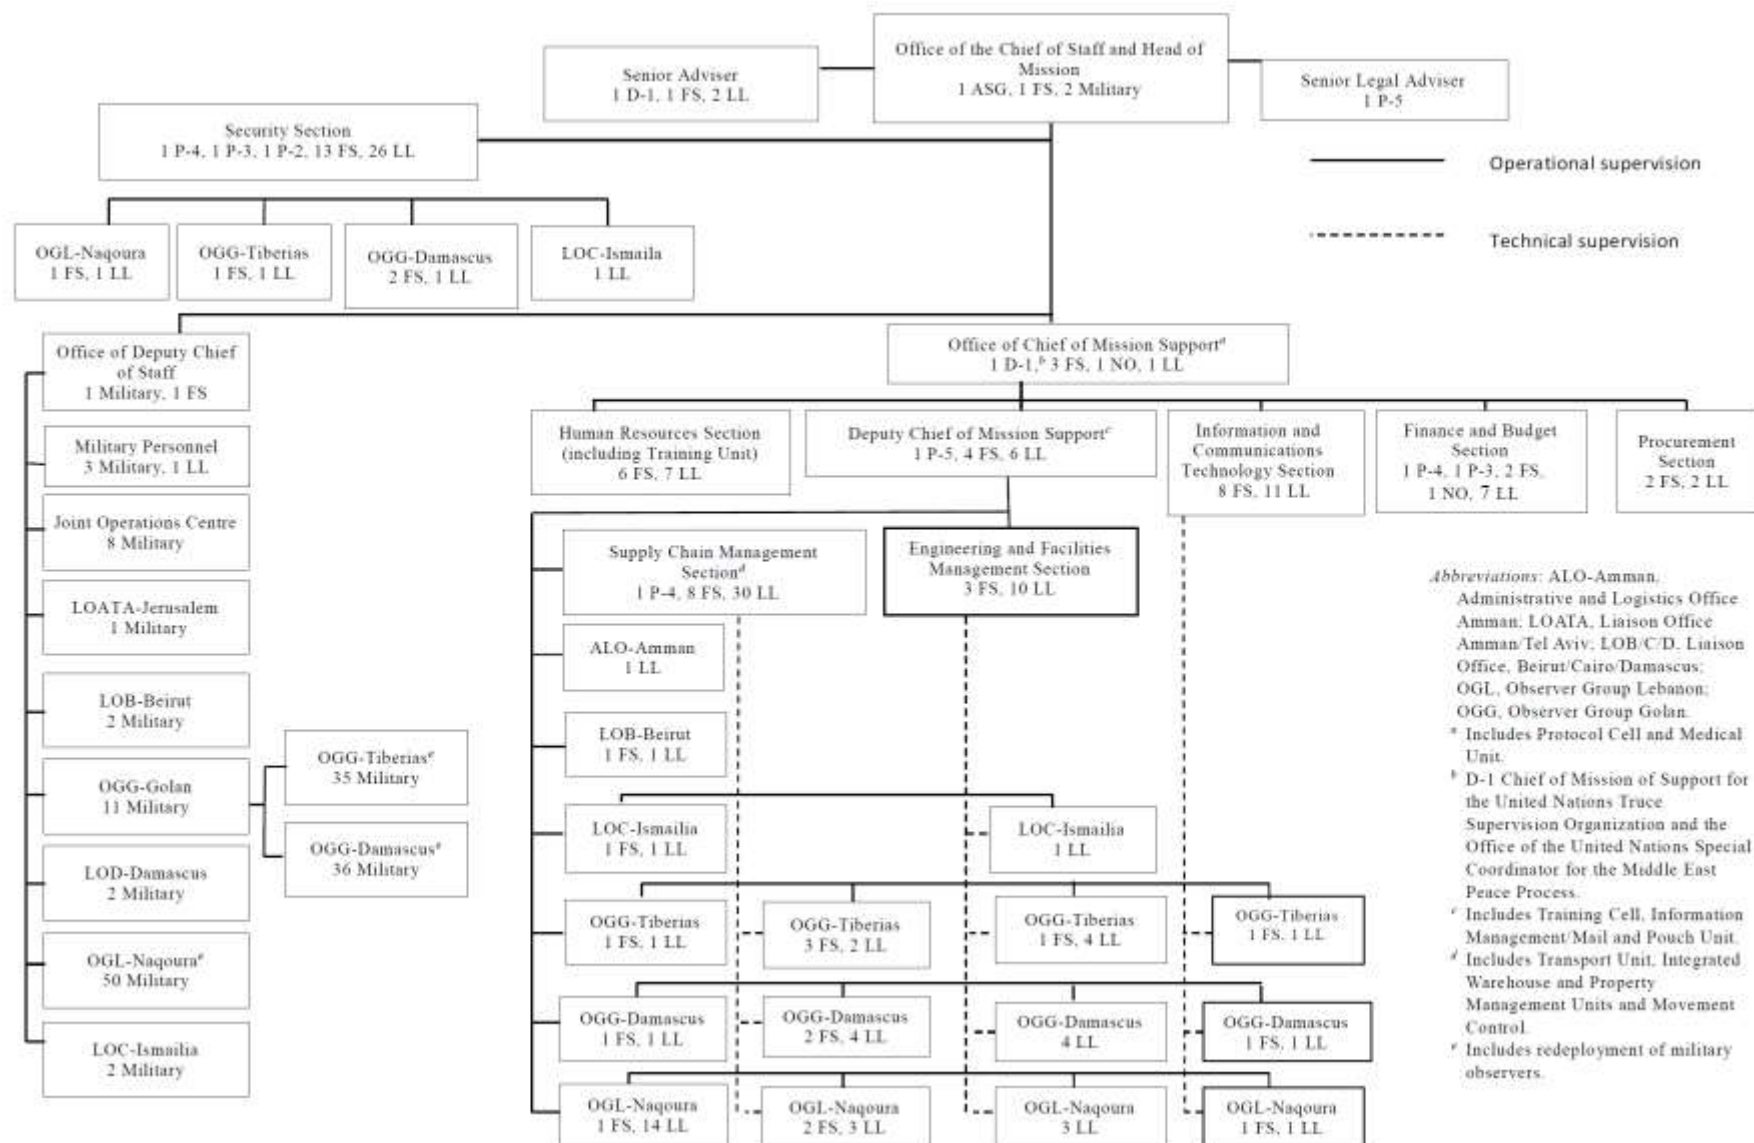 Office of the Chief of Staff and Head of
Mission
1 ASG, 1 FS, 2 Military
Senior Adviser
1 D-1, 1 FS, 2 LL
Senior Legal Adviser
1 P-5
Security Section
1 P-4, 1 P-3, 1 P-2, 13 FS, 26 LL
Operational supervision
Technical supervision
OGL-Naqoura
1 FS, 1 LL
OGG-Tiberias
1 FS, 1 LL
OGG-Damascus
2 FS, 1 LL
LOC-Ismaila
1 LL
Office of Deputy Chief
of Staff
1 Military, 1 FS
Military Personnel
3 Military, 1 LL
Joint Operations Centre
8 Military
LOATA-Jerusalem
1 Military
LOB-Beirut
2 Military
OGG-Golan
11 Military
OGG-Tiberiasᵉ
35 Military
OGG-Damascusᵉ
36 Military
LOD-Damascus
2 Military
OGL-Naqouraᵉ
50 Military
LOC-Ismailia
2 Military
Office of Chief of Mission Supportᵃ
1 D-1,ᵇ 3 FS, 1 NO, 1 LL
Human Resources Section
(including Training Unit)
6 FS, 7 LL
Deputy Chief of Mission Supportᶜ
1 P-5, 4 FS, 6 LL
Information and
Communications
Technology Section
8 FS, 11 LL
Finance and Budget
Section
1 P-4, 1 P-3, 2 FS,
1 NO, 7 LL
Procurement
Section
2 FS, 2 LL
Supply Chain Management
Sectionᵈ
1 P-4, 8 FS, 30 LL
Engineering and Facilities
Management Section
3 FS, 10 LL
ALO-Amman
1 LL
LOB-Beirut
1 FS, 1 LL
LOC-Ismailia
1 FS, 1 LL
LOC-Ismailia
1 LL
OGG-Tiberias
1 FS, 1 LL
OGG-Tiberias
3 FS, 2 LL
OGG-Tiberias
1 FS, 4 LL
OGG-Tiberias
1 FS, 1 LL
OGG-Damascus
1 FS, 1 LL
OGG-Damascus
2 FS, 4 LL
OGG-Damascus
4 LL
OGG-Damascus
1 FS, 1 LL
OGL-Naqoura
1 FS, 14 LL
OGL-Naqoura
2 FS, 3 LL
OGL-Naqoura
3 LL
OGL-Naqoura
1 FS, 1 LL
Abbreviations: ALO-Amman,
Administrative and Logistics Office
Amman; LOATA, Liaison Office
Amman/Tel Aviv; LOB/C/D, Liaison
Office, Beirut/Cairo/Damascus;
OGL, Observer Group Lebanon;
OGG, Observer Group Golan.
ᵃ Includes Protocol Cell and Medical
Unit.
ᵇ D-1 Chief of Mission of Support for
the United Nations Truce
Supervision Organization and the
Office of the United Nations Special
Coordinator for the Middle East
Peace Process.
ᶜ Includes Training Cell, Information
Management/Mail and Pouch Unit.
ᵈ Includes Transport Unit, Integrated
Warehouse and Property
Management Units and Movement
Control.
ᵉ Includes redeployment of military
observers.